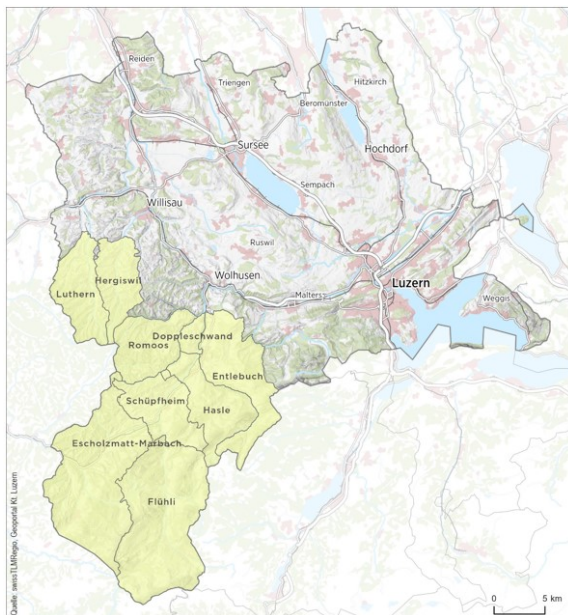 Reiden
Triengen
Hitzkirch
Beromünster
Sursee
Hochdorf
Sempach
Willisau
Ruswil
Hergiswil
Wolhusen
Luthern
Malters
Luzern
Weggis
Doppleschwand
Romoos
Entlebuch
Schüpfheim
Hasle
Escholzmatt-Marbach
Flühli
Quelle: swissTLMRegio, Geoportal Kt. Luzern
0 5 km